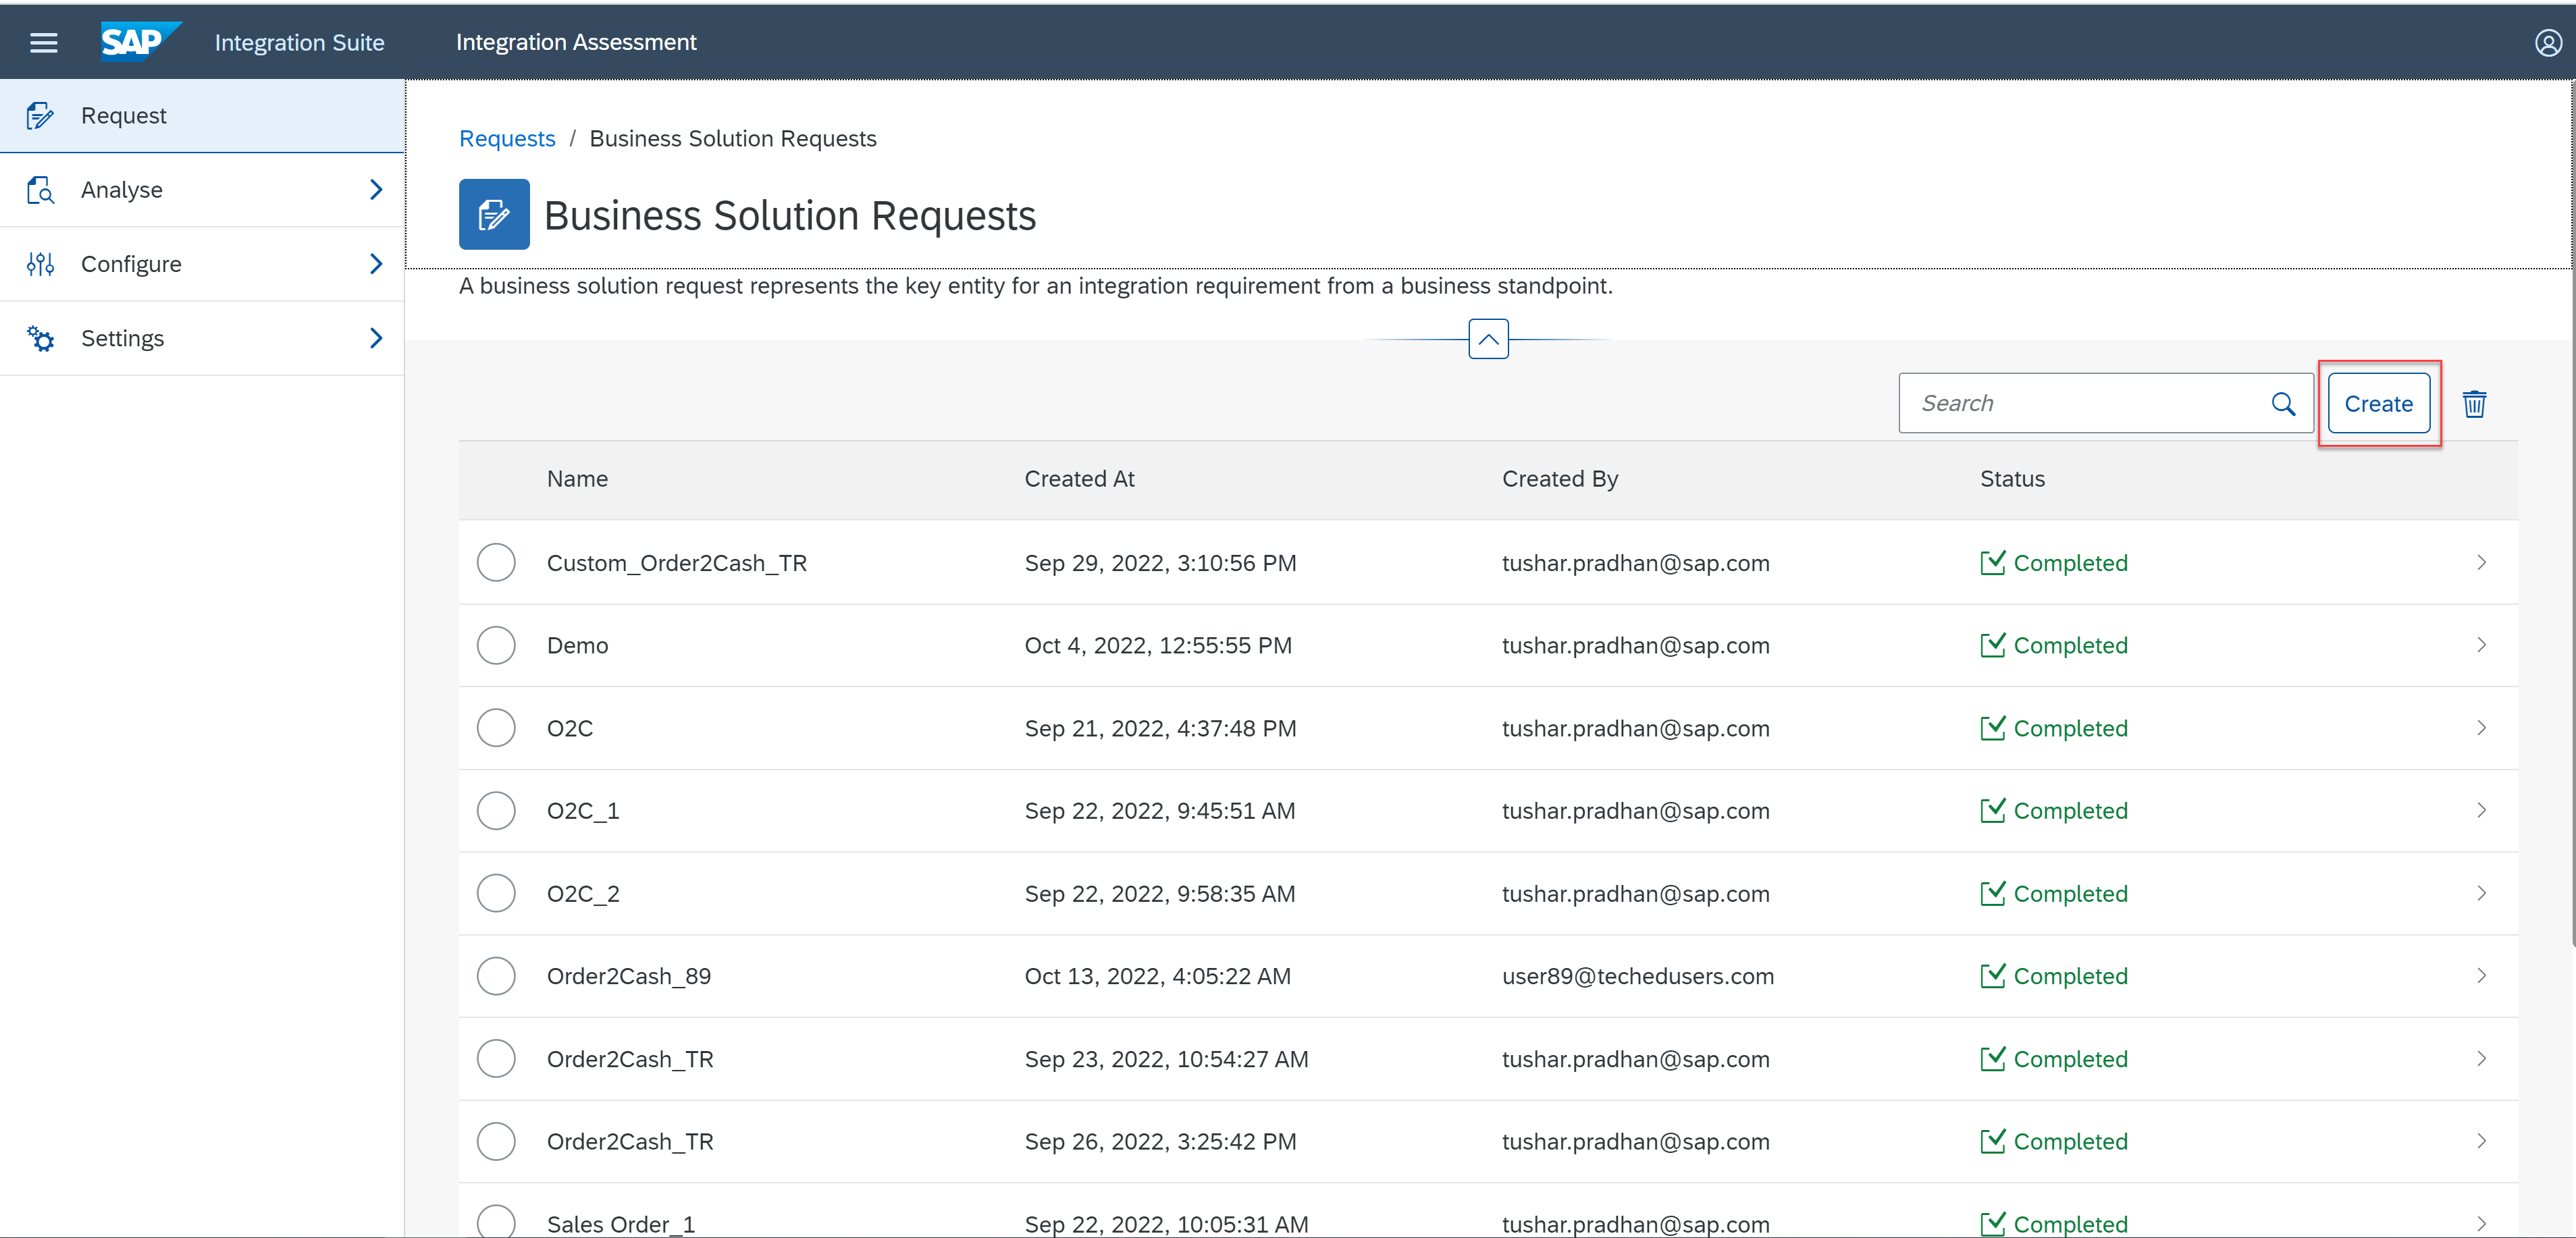 SAP Integration Suite Integration Assessment
Request
Analyse
Configure
Settings
Requests / Business Solution Requests
Business Solution Requests
A business solution request represents the key entity for an integration requirement from a business standpoint.
Search Create
Name Created At Created By Status
Custom_Order2Cash_TR Sep 29, 2022, 3:10:56 PM tushar.pradhan@sap.com Completed
Demo Oct 4, 2022, 12:55:55 PM tushar.pradhan@sap.com Completed
O2C Sep 21, 2022, 4:37:48 PM tushar.pradhan@sap.com Completed
O2C_1 Sep 22, 2022, 9:45:51 AM tushar.pradhan@sap.com Completed
O2C_2 Sep 22, 2022, 9:58:35 AM tushar.pradhan@sap.com Completed
Order2Cash_89 Oct 13, 2022, 4:05:22 AM user89@techedusers.com Completed
Order2Cash_TR Sep 23, 2022, 10:54:27 AM tushar.pradhan@sap.com Completed
Order2Cash_TR Sep 26, 2022, 3:25:42 PM tushar.pradhan@sap.com Completed
Sales Order_1 Sep 22, 2022, 10:05:31 AM tushar.pradhan@sap.com Completed